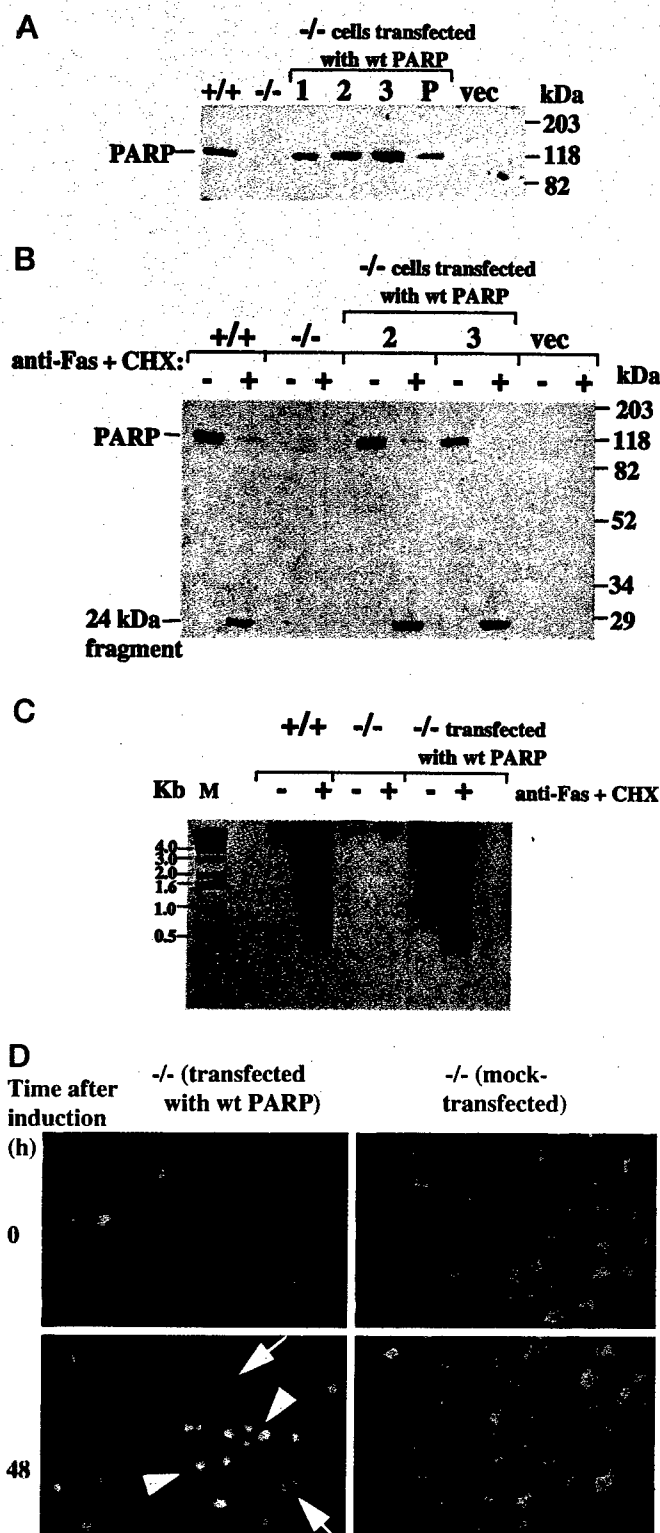 A
-/- cells transfected
with wt PARP
+/+ -/- 1 2 3 P vec kDa
PARP
203
118
82
B
-/- cells transfected
with wt PARP
+/+ -/- 2 3 vec
anti-Fas + CHX:
- + - + - + - + - + kDa
PARP
203
118
82
52
34
29
24 kDa
fragment
C
+/+ -/- -/- transfected
with wt PARP
Kb M - + - + - + anti-Fas + CHX
4.0
3.0
2.0
1.6
1.0
0.5
D
Time after
induction
(h)
-/- (transfected
with wt PARP)
-/- (mock-
transfected)
0
48